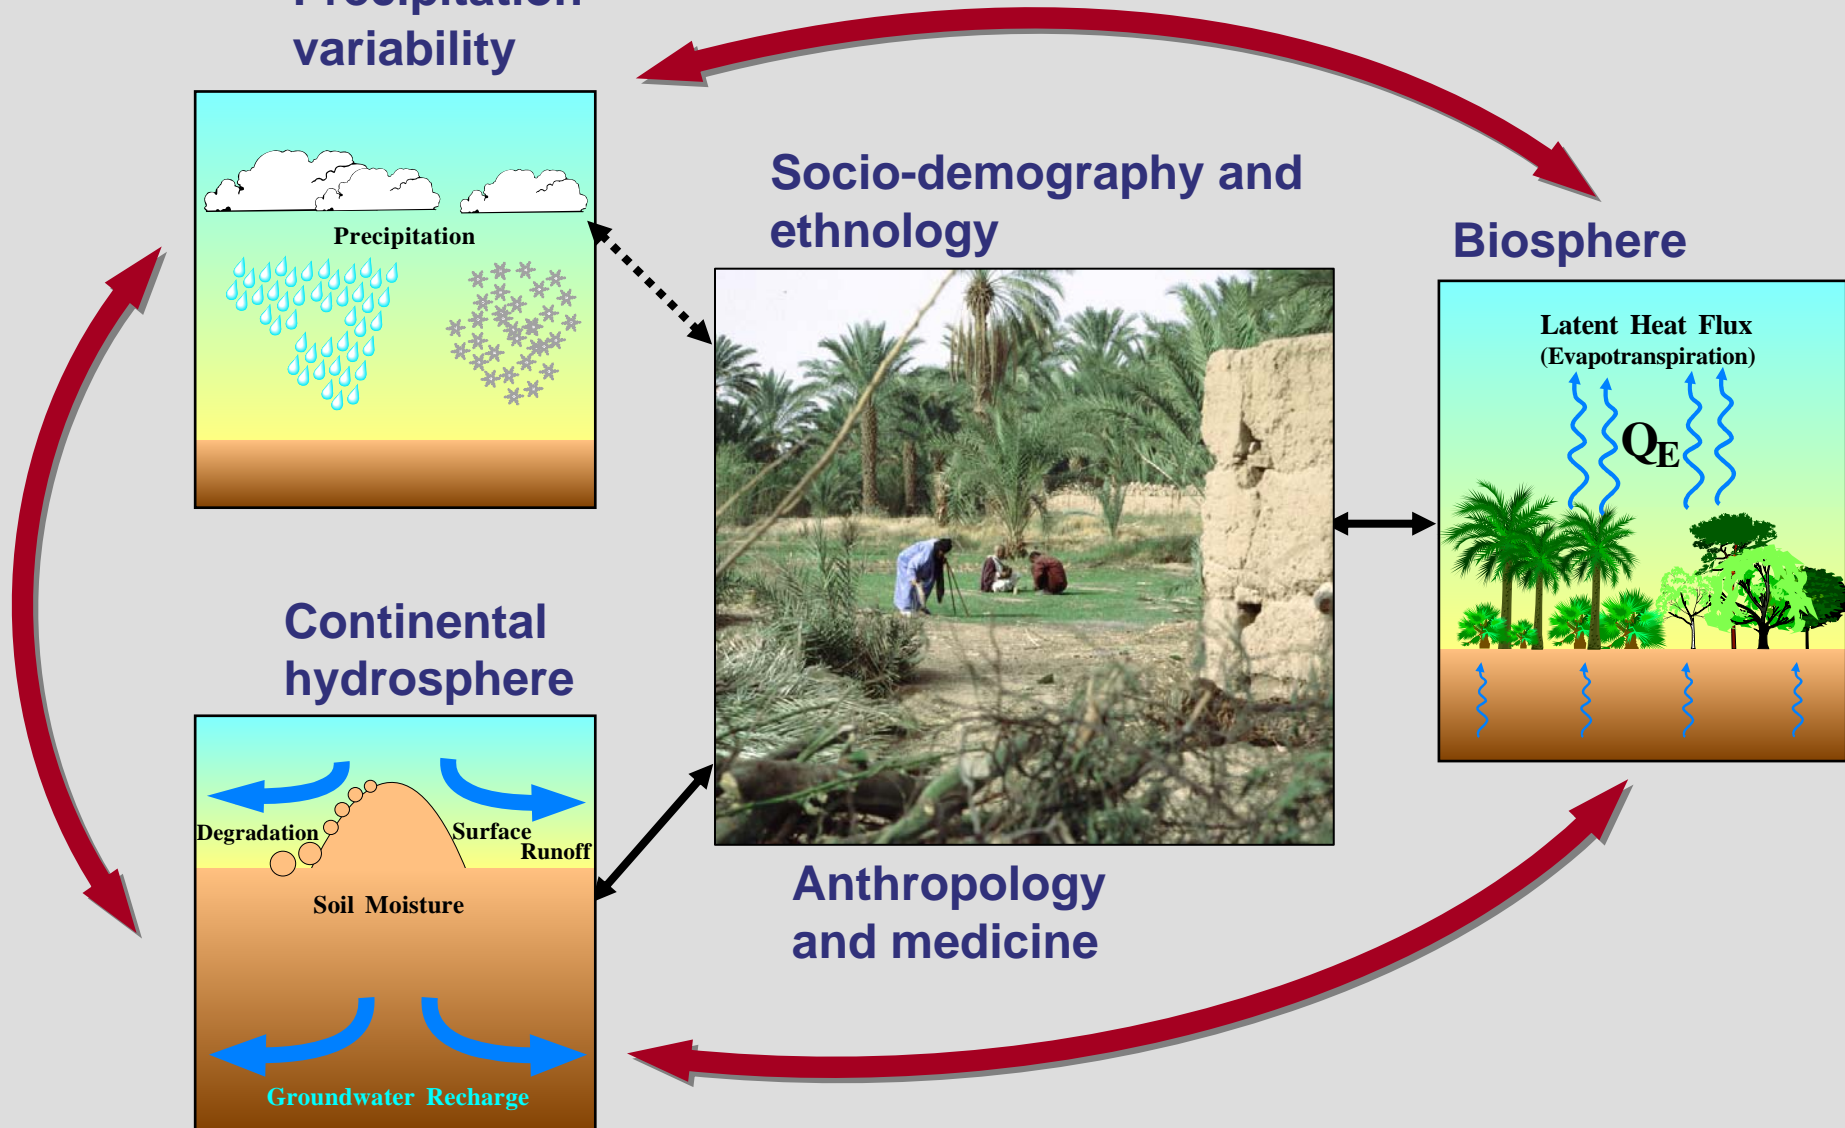 Precipitation
variability
Precipitation
Socio-demography and
ethnology
Biosphere
Latent Heat Flux
(Evapotranspiration)
QE
Continental
hydrosphere
Degradation
Surface
Runoff
Soil Moisture
Groundwater Recharge
Anthropology
and medicine